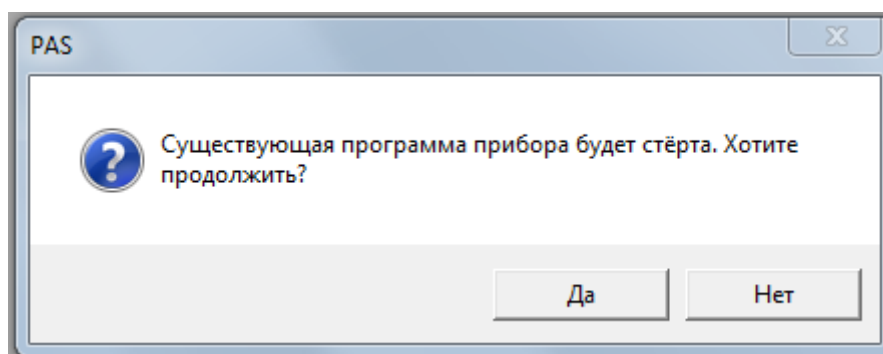 PAS
Существующая программа прибора будет стёрта. Хотите
продолжить?
Да
Нет